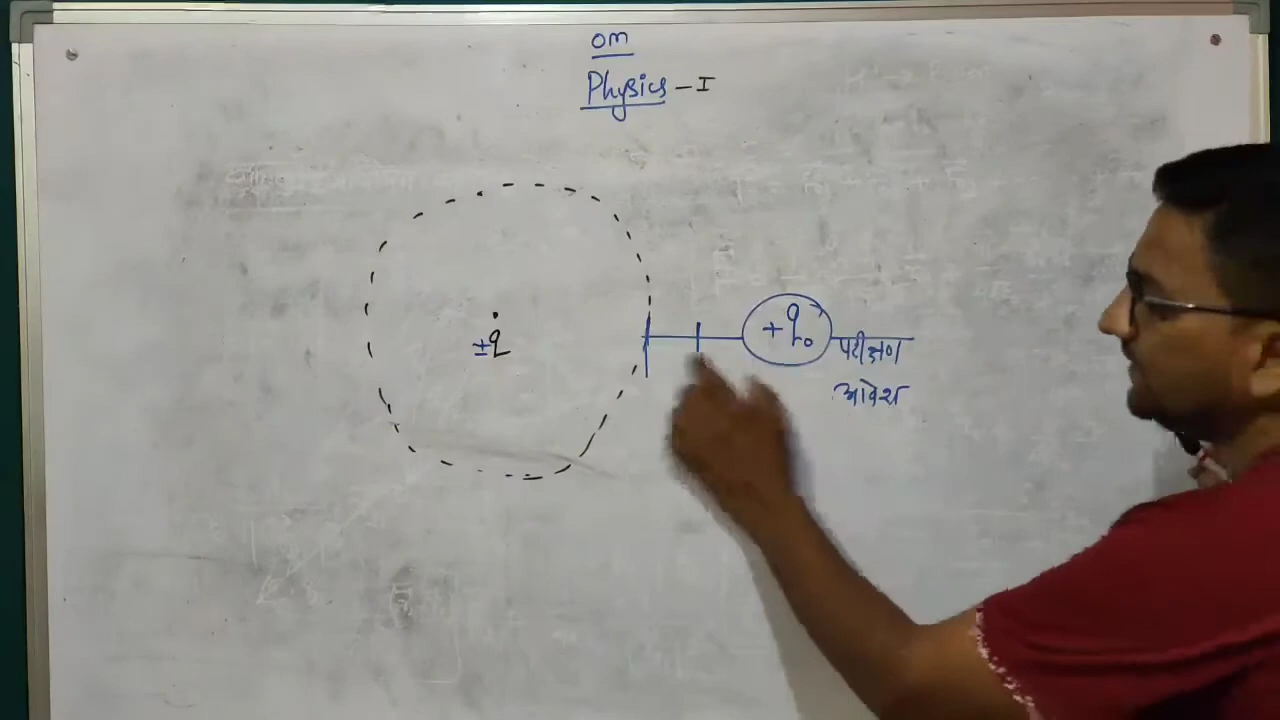 om
Physics - I
± q
+ q₀
परीक्षण
आवेश